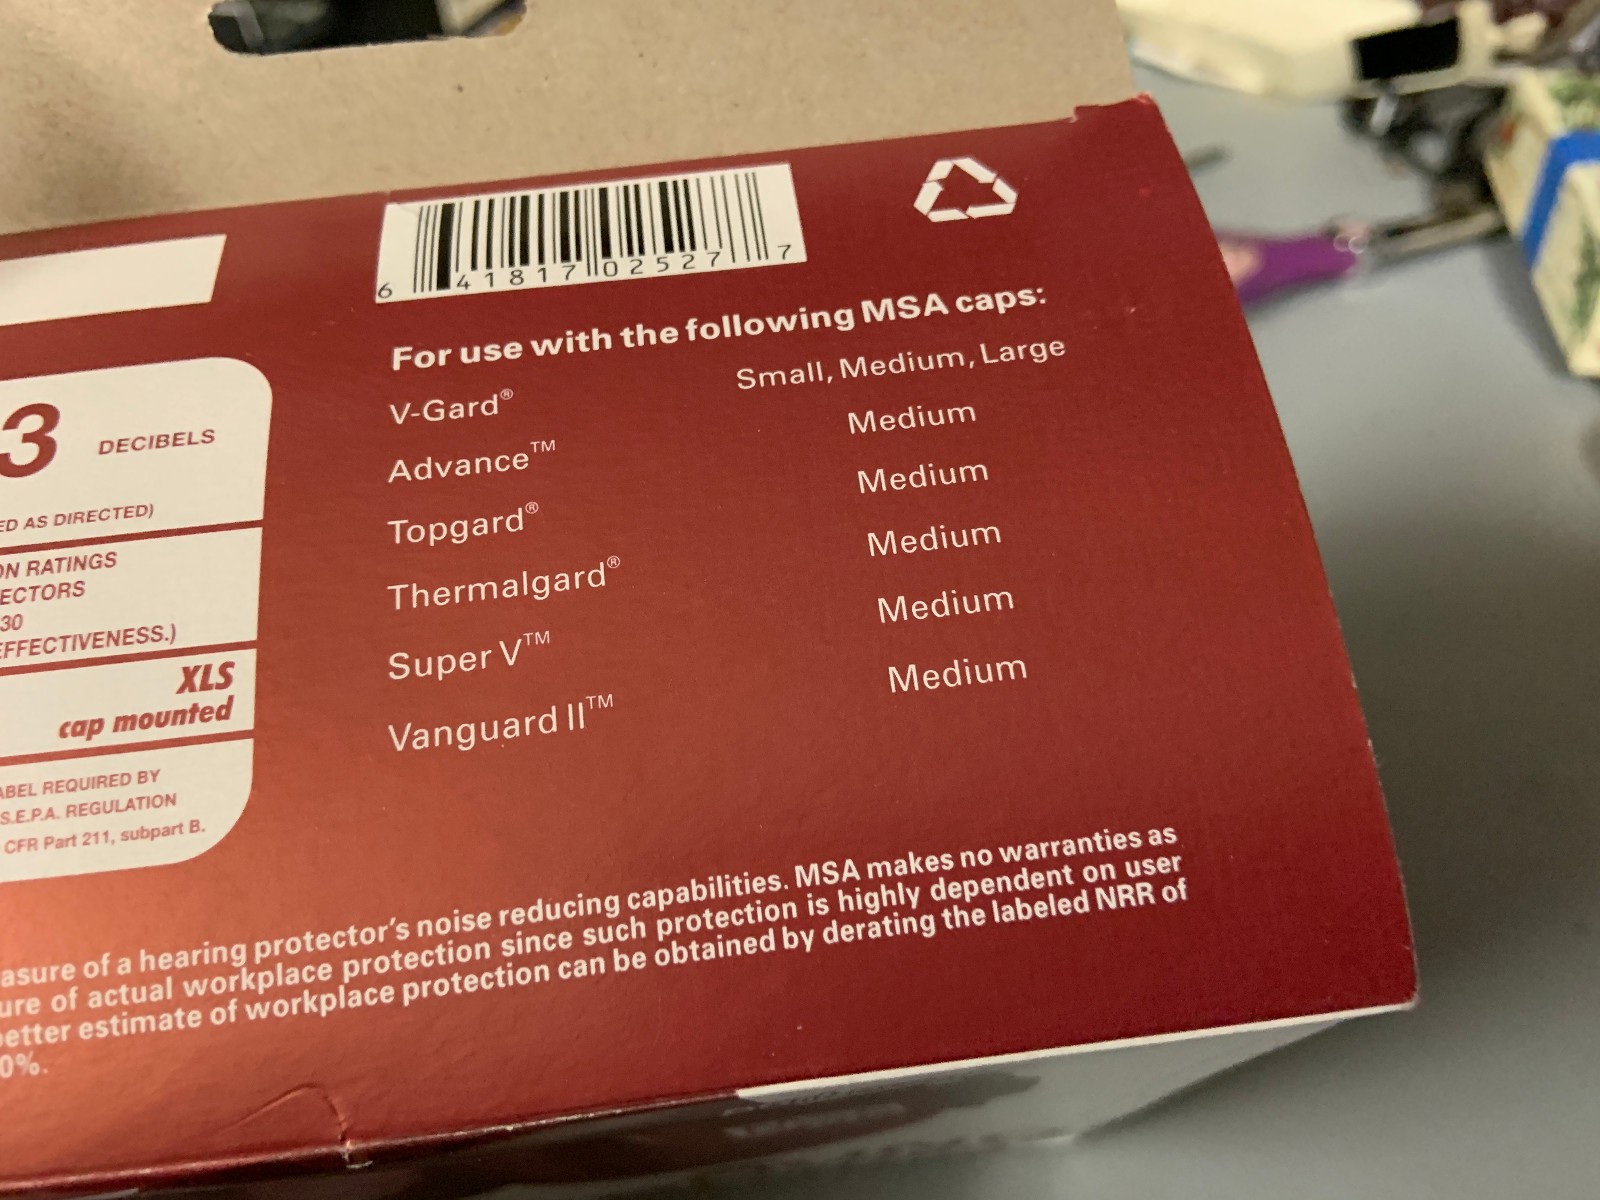 6 41817 02527 7
For use with the following MSA caps:
V-Gard® Small, Medium, Large
Advance™ Medium
Topgard® Medium
Thermalgard® Medium
Super V™ Medium
Vanguard II™ Medium
3 DECIBELS
ED AS DIRECTED)
ON RATINGS
ECTORS
30
EFFECTIVENESS.)
XLS
cap mounted
ABEL REQUIRED BY
S.E.P.A. REGULATION
CFR Part 211, subpart B.
asure of a hearing protector's noise reducing capabilities. MSA makes no warranties as
ure of actual workplace protection since such protection is highly dependent on user
better estimate of workplace protection can be obtained by derating the labeled NRR of
0%.